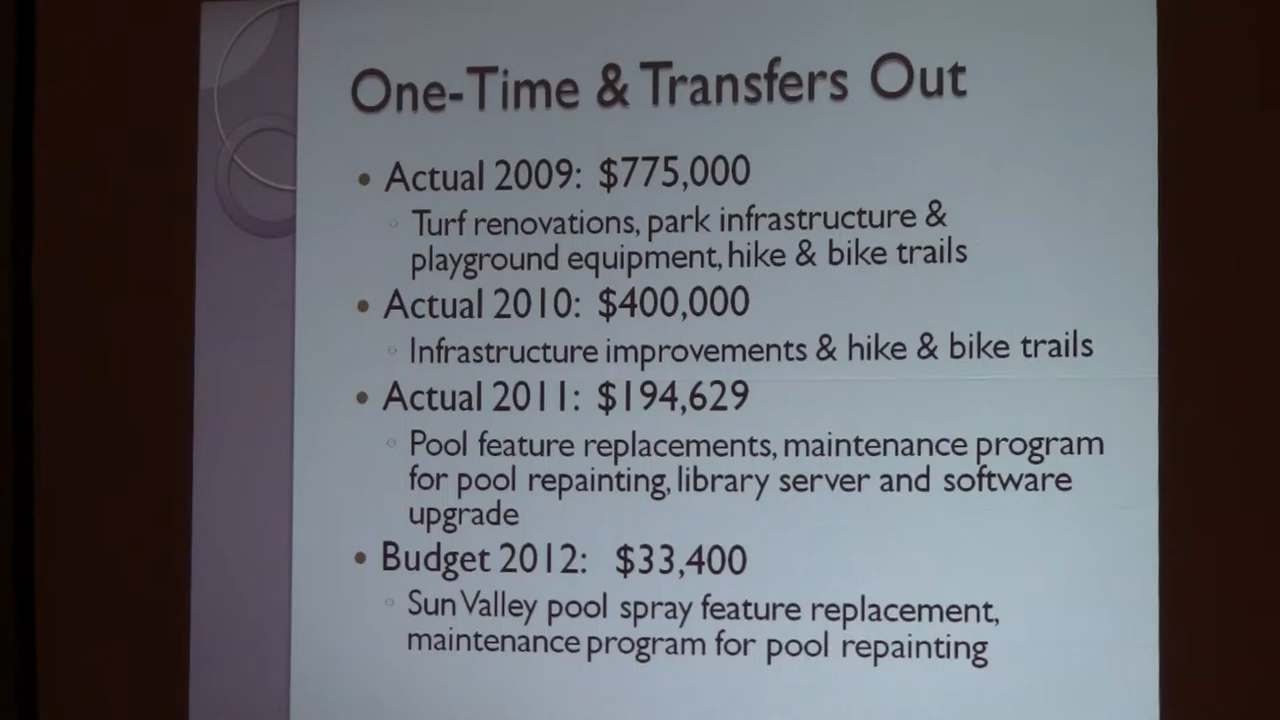 One-Time & Transfers Out
• Actual 2009: $775,000
◦ Turf renovations, park infrastructure &
playground equipment, hike & bike trails
• Actual 2010: $400,000
◦ Infrastructure improvements & hike & bike trails
• Actual 2011: $194,629
◦ Pool feature replacements, maintenance program
for pool repainting, library server and software
upgrade
• Budget 2012: $33,400
◦ Sun Valley pool spray feature replacement,
maintenance program for pool repainting